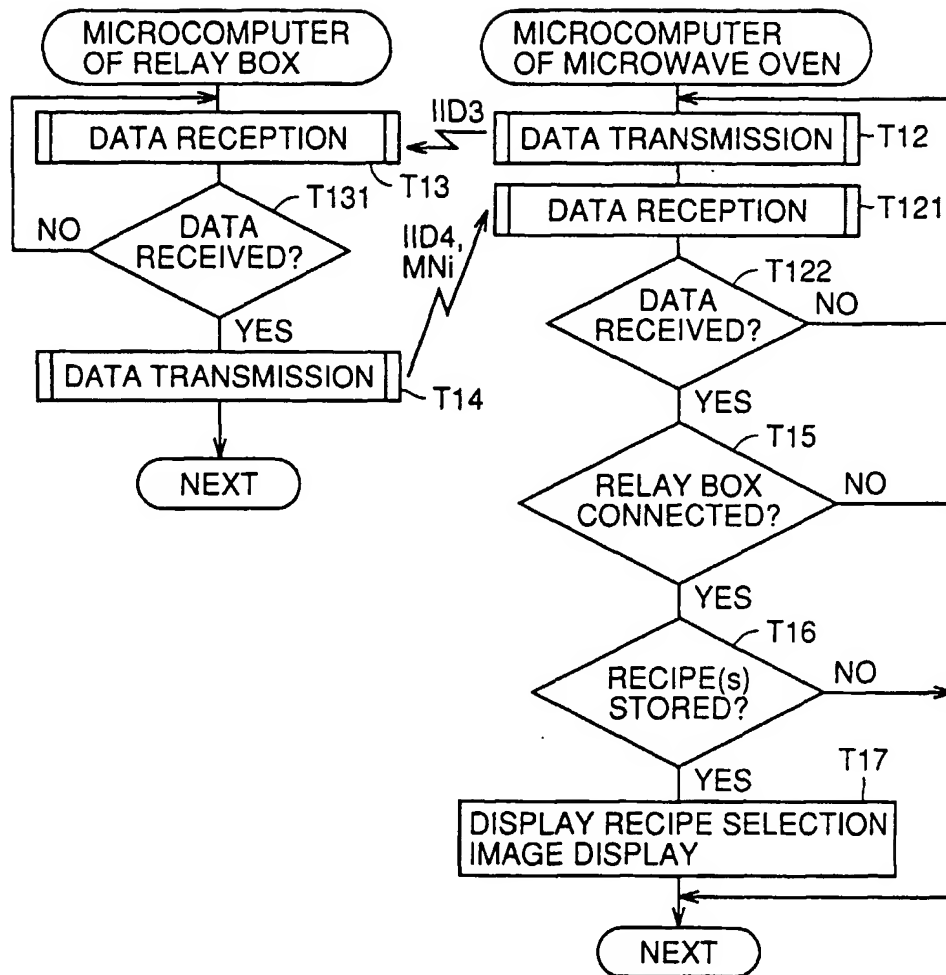 MICROCOMPUTER
OF RELAY BOX
IID3
DATA RECEPTION
T13
T131
NO
DATA
RECEIVED?
IID4,
MNi
YES
DATA TRANSMISSION
T14
NEXT
MICROCOMPUTER
OF MICROWAVE OVEN
DATA TRANSMISSION
T12
DATA RECEPTION
T121
T122
DATA
RECEIVED?
NO
YES
T15
RELAY BOX
CONNECTED?
NO
YES
T16
RECIPE(s)
STORED?
NO
YES
T17
DISPLAY RECIPE SELECTION
IMAGE DISPLAY
NEXT